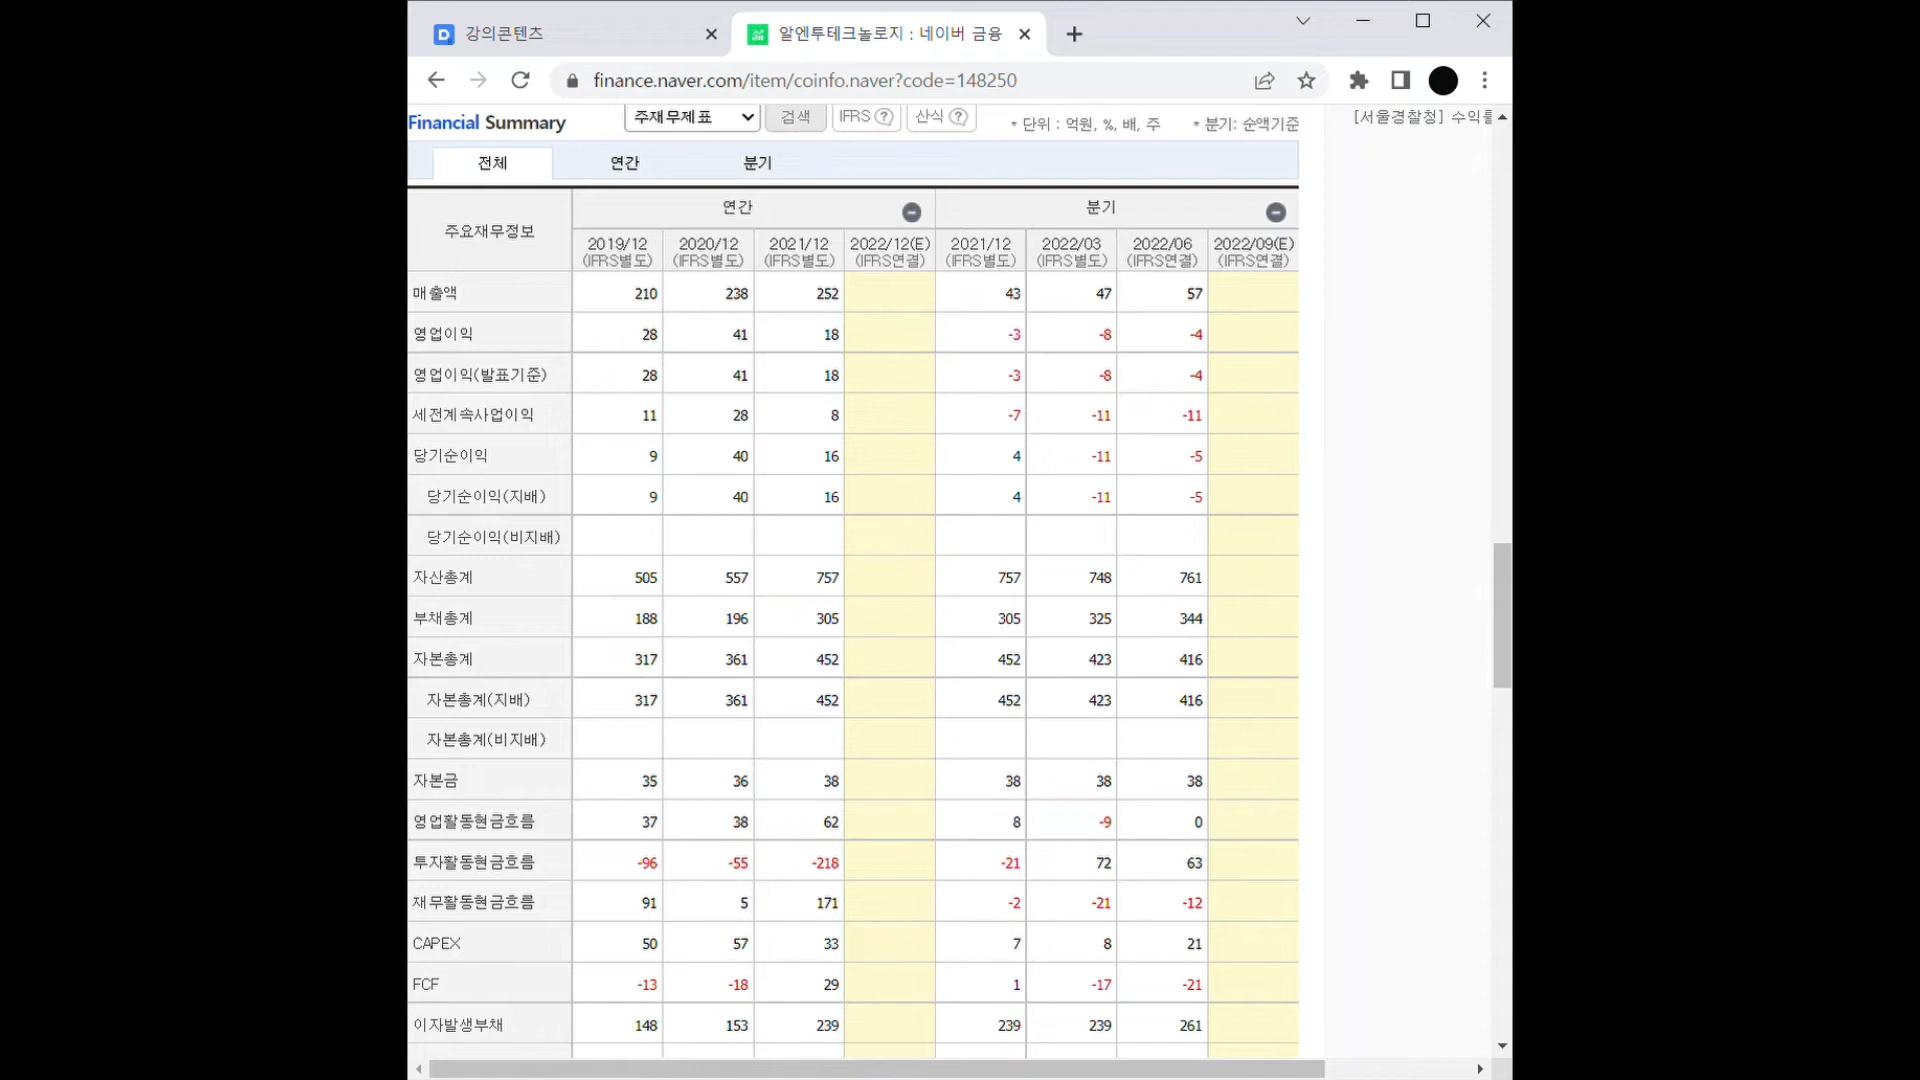 강의콘텐츠
알엔투테크놀로지 : 네이버 금융
finance.naver.com/item/coinfo.naver?code=148250
Financial Summary 주재무제표 검색 IFRS ? 산식 ? * 단위 : 억원, %, 배, 주 * 분기: 순액기준
[서울경찰청] 수익률
전체 연간 분기
주요재무정보 연간 분기
2019/12 2020/12 2021/12 2022/12(E) 2021/12 2022/03 2022/06 2022/09(E)
(IFRS별도) (IFRS별도) (IFRS별도) (IFRS연결) (IFRS별도) (IFRS별도) (IFRS연결) (IFRS연결)
매출액 210 238 252 43 47 57
영업이익 28 41 18 -3 -8 -4
영업이익(발표기준) 28 41 18 -3 -8 -4
세전계속사업이익 11 28 8 -7 -11 -11
당기순이익 9 40 16 4 -11 -5
당기순이익(지배) 9 40 16 4 -11 -5
당기순이익(비지배)
자산총계 505 557 757 757 748 761
부채총계 188 196 305 305 325 344
자본총계 317 361 452 452 423 416
자본총계(지배) 317 361 452 452 423 416
자본총계(비지배)
자본금 35 36 38 38 38 38
영업활동현금흐름 37 38 62 8 -9 0
투자활동현금흐름 -96 -55 -218 -21 72 63
재무활동현금흐름 91 5 171 -2 -21 -12
CAPEX 50 57 33 7 8 21
FCF -13 -18 29 1 -17 -21
이자발생부채 148 153 239 239 239 261